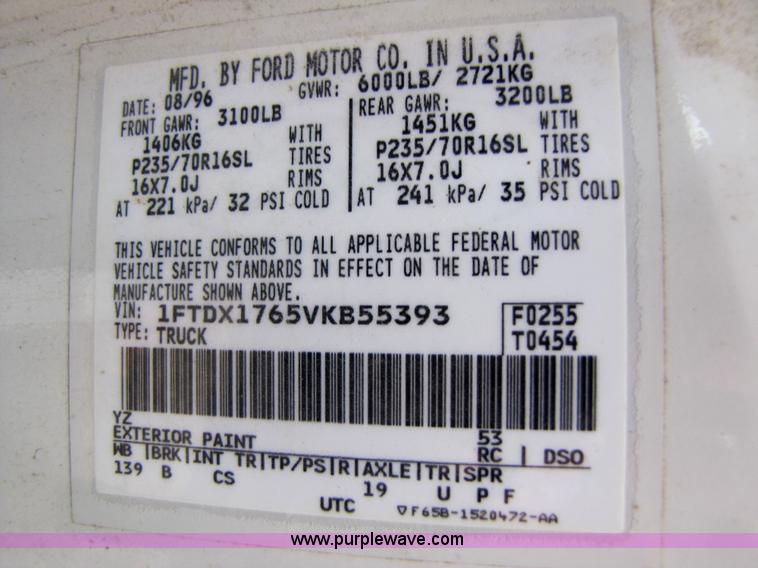 MFD. BY FORD MOTOR CO. IN U.S.A.
DATE: 08/96 GVWR: 6000LB/ 2721KG
FRONT GAWR: 3100LB REAR GAWR: 3200LB
1406KG WITH 1451KG WITH
P235/70R16SL TIRES P235/70R16SL TIRES
16X7.0J RIMS 16X7.0J RIMS
AT 221 kPa/ 32 PSI COLD AT 241 kPa/ 35 PSI COLD
THIS VEHICLE CONFORMS TO ALL APPLICABLE FEDERAL MOTOR
VEHICLE SAFETY STANDARDS IN EFFECT ON THE DATE OF
MANUFACTURE SHOWN ABOVE.
VIN: 1FTDX1765VKB55393 F0255
TYPE: TRUCK T0454
YZ
EXTERIOR PAINT 53
WB |BRK|INT TR|TP/PS|R|AXLE|TR|SPR RC | DSO
139 B CS 19 U P F
UTC ▽F65B-1520472-AA
www.purplewave.com